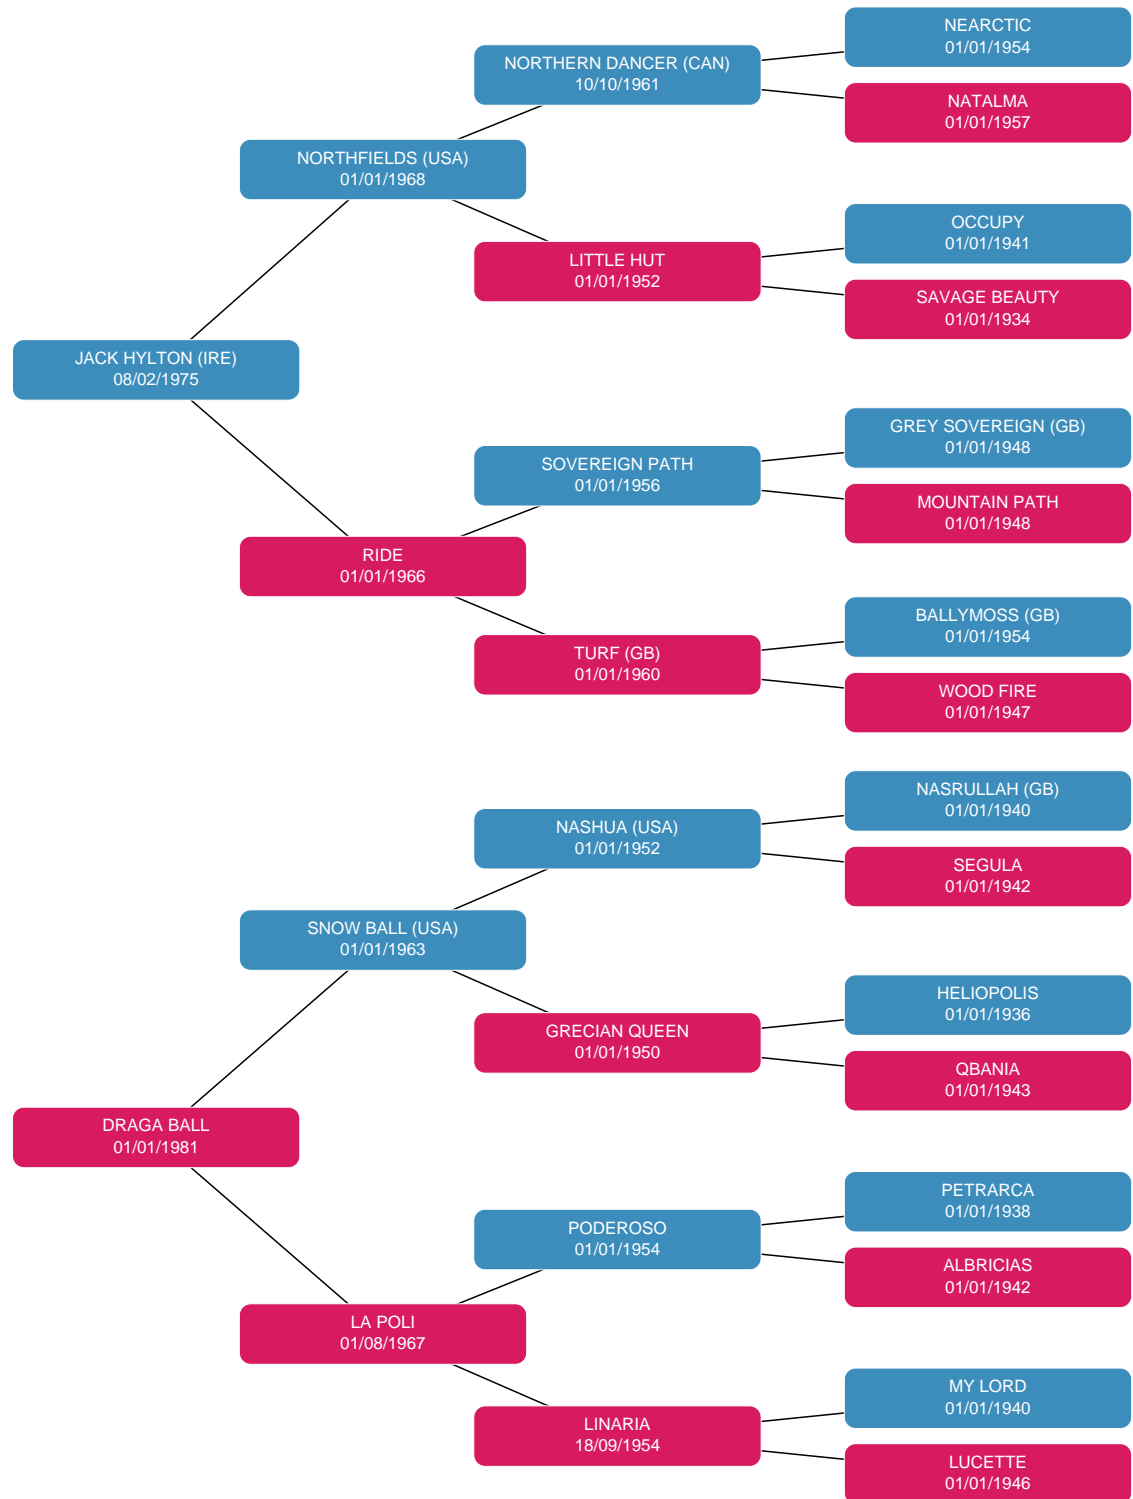 NEARCTIC
01/01/1954
NORTHERN DANCER (CAN)
10/10/1961
NATALMA
01/01/1957
NORTHFIELDS (USA)
01/01/1968
OCCUPY
01/01/1941
LITTLE HUT
01/01/1952
SAVAGE BEAUTY
01/01/1934
JACK HYLTON (IRE)
08/02/1975
GREY SOVEREIGN (GB)
01/01/1948
SOVEREIGN PATH
01/01/1956
MOUNTAIN PATH
01/01/1948
RIDE
01/01/1966
BALLYMOSS (GB)
01/01/1954
TURF (GB)
01/01/1960
WOOD FIRE
01/01/1947
NASRULLAH (GB)
01/01/1940
NASHUA (USA)
01/01/1952
SEGULA
01/01/1942
SNOW BALL (USA)
01/01/1963
HELIOPOLIS
01/01/1936
GRECIAN QUEEN
01/01/1950
QBANIA
01/01/1943
DRAGA BALL
01/01/1981
PETRARCA
01/01/1938
PODEROSO
01/01/1954
ALBRICIAS
01/01/1942
LA POLI
01/08/1967
MY LORD
01/01/1940
LINARIA
18/09/1954
LUCETTE
01/01/1946